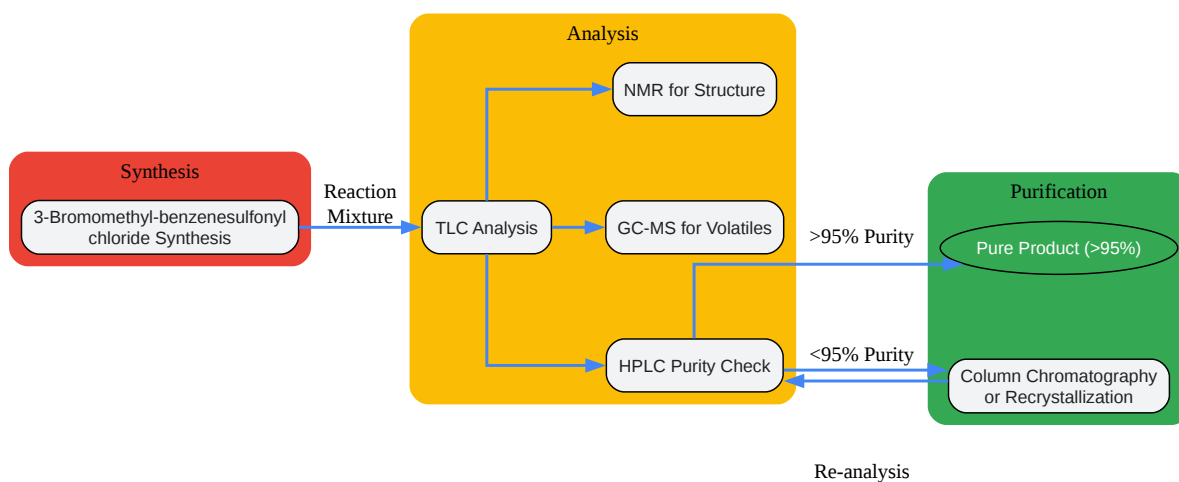 Analysis
NMR for Structure
Synthesis
3-Bromomethyl-benzenesulfonyl
chloride Synthesis
Reaction
Mixture
TLC Analysis
GC-MS for Volatiles
HPLC Purity Check
>95% Purity
<95% Purity
Purification
Pure Product (>95%)
Column Chromatography
or Recrystallization
Re-analysis